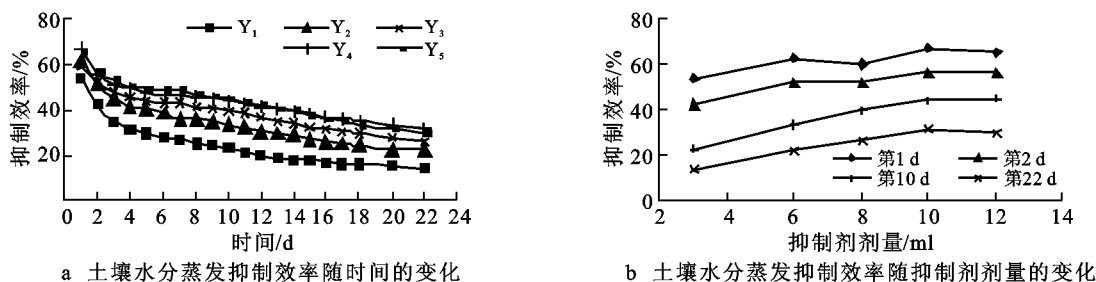 80
60
40
20
抑制效率/%
Y₁ Y₂ Y₃
Y₄ Y₅
0 2 4 6 8 10 12 13 14 16 18 20 22 24
时间/d
a 土壤水分蒸发抑制效率随时间的变化
80
60
40
20
0
抑制效率/%
第1 d 第2 d
第10 d 第22 d
2 4 6 8 10 12 14
抑制剂剂量/ml
b 土壤水分蒸发抑制效率随抑制剂剂量的变化